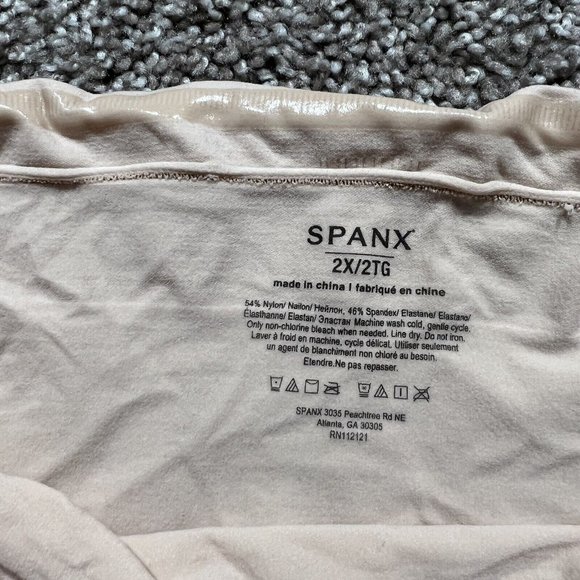 SPANX®
2X/2TG
made in china I fabriqué en chine
54% Nylon/ Nailon/ Нейлон, 46% Spandex/ Elastane/ Elastano/
Élasthanne/ Elastan/ Эластан Machine wash cold, gentle cycle.
Only non-chlorine bleach when needed. Line dry. Do not iron.
Laver à froid en machine, cycle délicat. Utiliser seulement
un agent de blanchiment non chloré au besoin.
Étendre.Ne pas repasser.
SPANX 3035 Peachtree Rd NE
Atlanta, GA 30305
RN112121